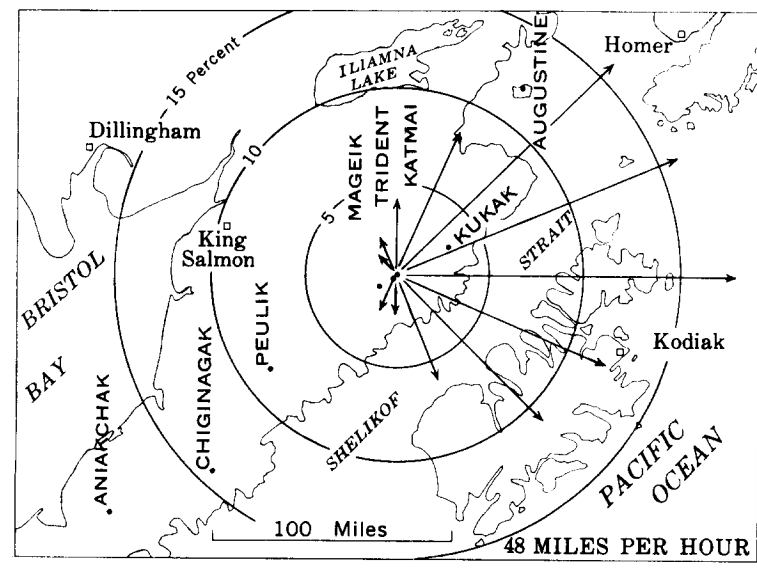 ILIAMNA
LAKE
AUGUSTINE
Homer
15 Percent
Dillingham
10
MAGEIK
TRIDENT
KATMAI
5
KUKAK
STRAIT
King
Salmon
BRISTOL
BAY
PEULIK
Kodiak
CHIGINAGAK
ANIAKCHAK
SHELIKOF
PACIFIC
OCEAN
100 Miles
48 MILES PER HOUR